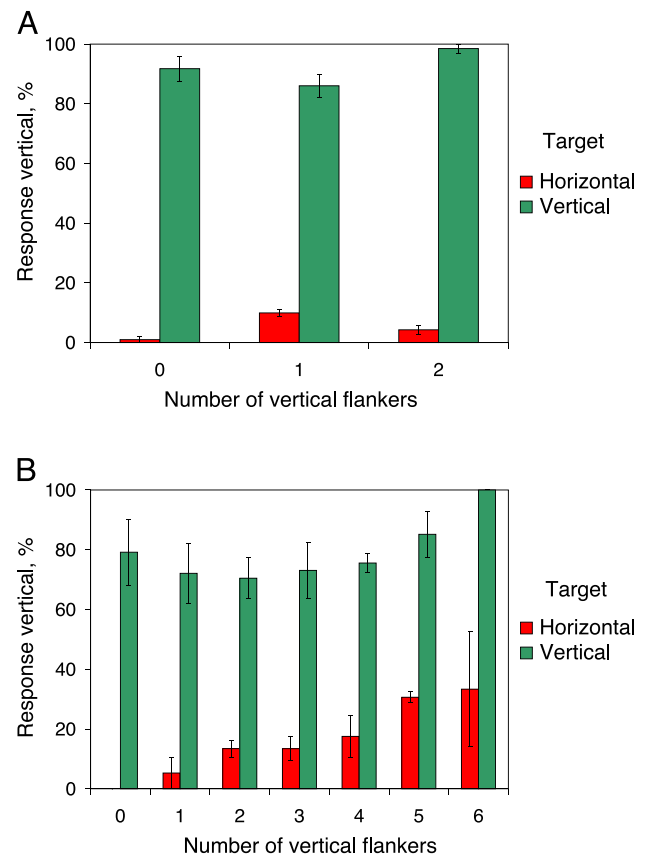 A
Response vertical, %
100
80
60
40
20
0
0 1 2
Number of vertical flankers
Target
Horizontal
Vertical
B
Response vertical, %
100
80
60
40
20
0
0 1 2 3 4 5 6
Number of vertical flankers
Target
Horizontal
Vertical